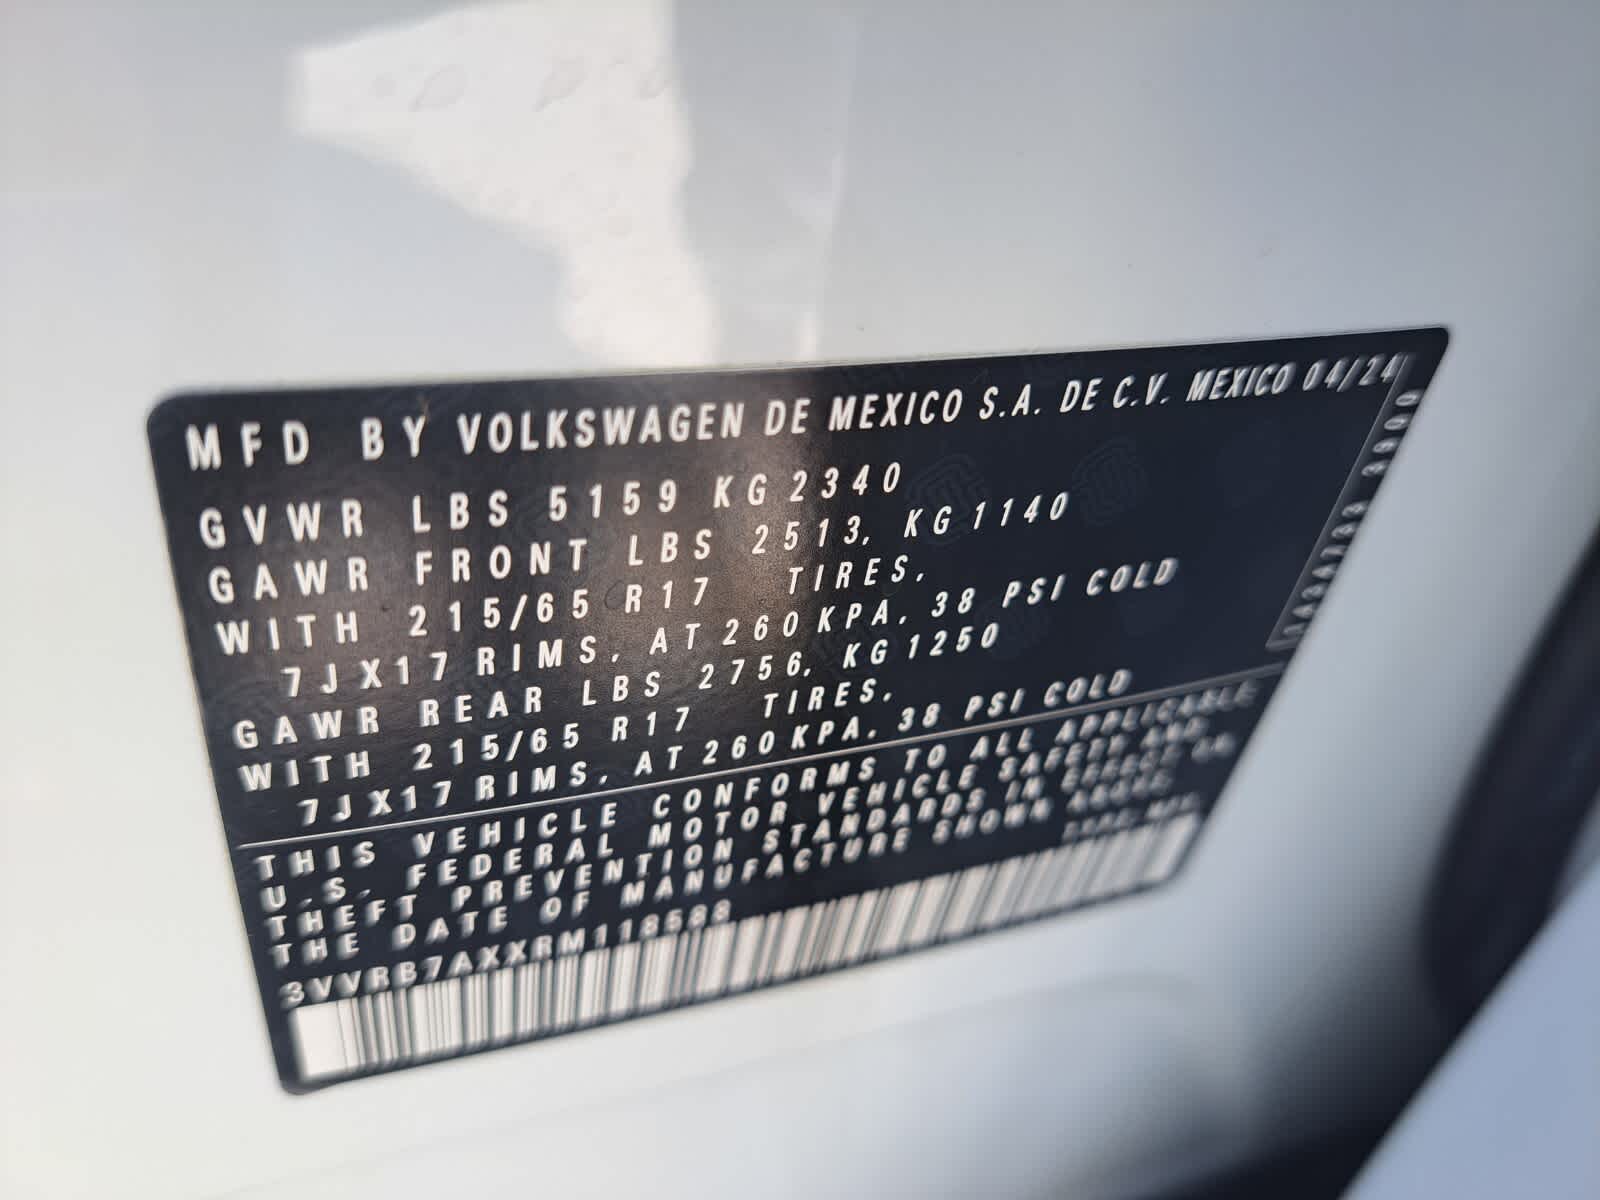 MFD BY VOLKSWAGEN DE MEXICO S.A. DE C.V. MEXICO 04/24
GVWR LBS 5159 KG 2340
GAWR FRONT LBS 2513, KG 1140
WITH 215/65 R17 TIRES,
7JX17 RIMS, AT 260 KPA, 38 PSI COLD
GAWR REAR LBS 2756, KG 1250
WITH 215/65 R17 TIRES,
7JX17 RIMS, AT 260 KPA, 38 PSI COLD
THIS VEHICLE CONFORMS TO ALL APPLICABLE
U.S. FEDERAL MOTOR VEHICLE SAFETY AND
THEFT PREVENTION STANDARDS IN EFFECT ON
THE DATE OF MANUFACTURE SHOWN ABOVE.
3VVRB7AXXRM118588